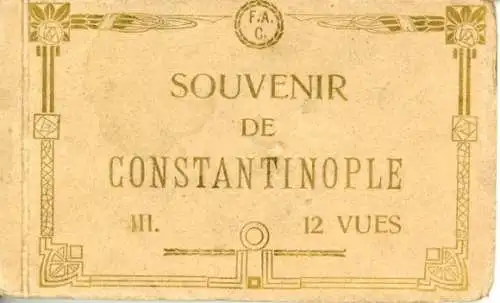 F.A.
C.
SOUVENIR
DE
CONSTANTINOPLE
III. 12 VUES